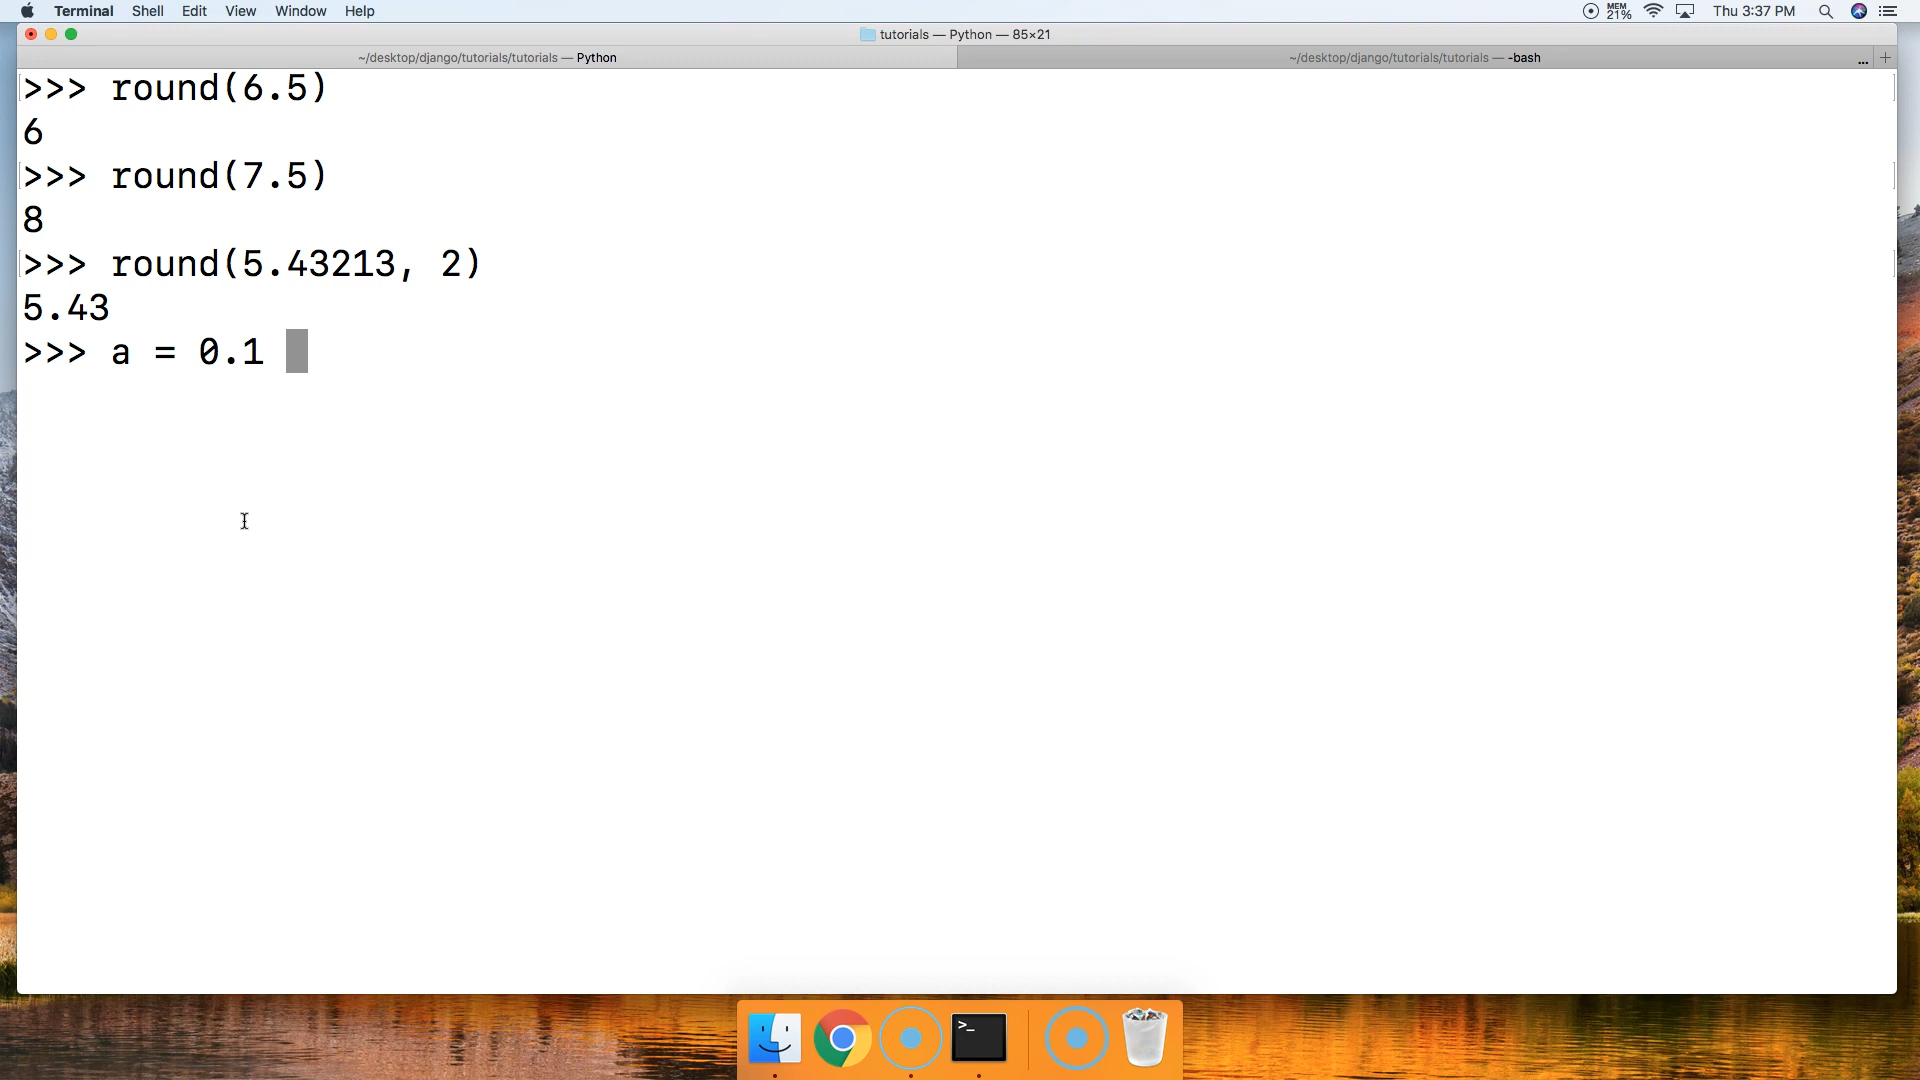 Terminal Shell Edit View Window Help MEM 21% Thu 3:37 PM
tutorials — Python — 85×21
~/desktop/django/tutorials/tutorials — Python ~/desktop/django/tutorials/tutorials — -bash ... +
>>> round(6.5)
6
>>> round(7.5)
8
>>> round(5.43213, 2)
5.43
>>> a = 0.1
>_